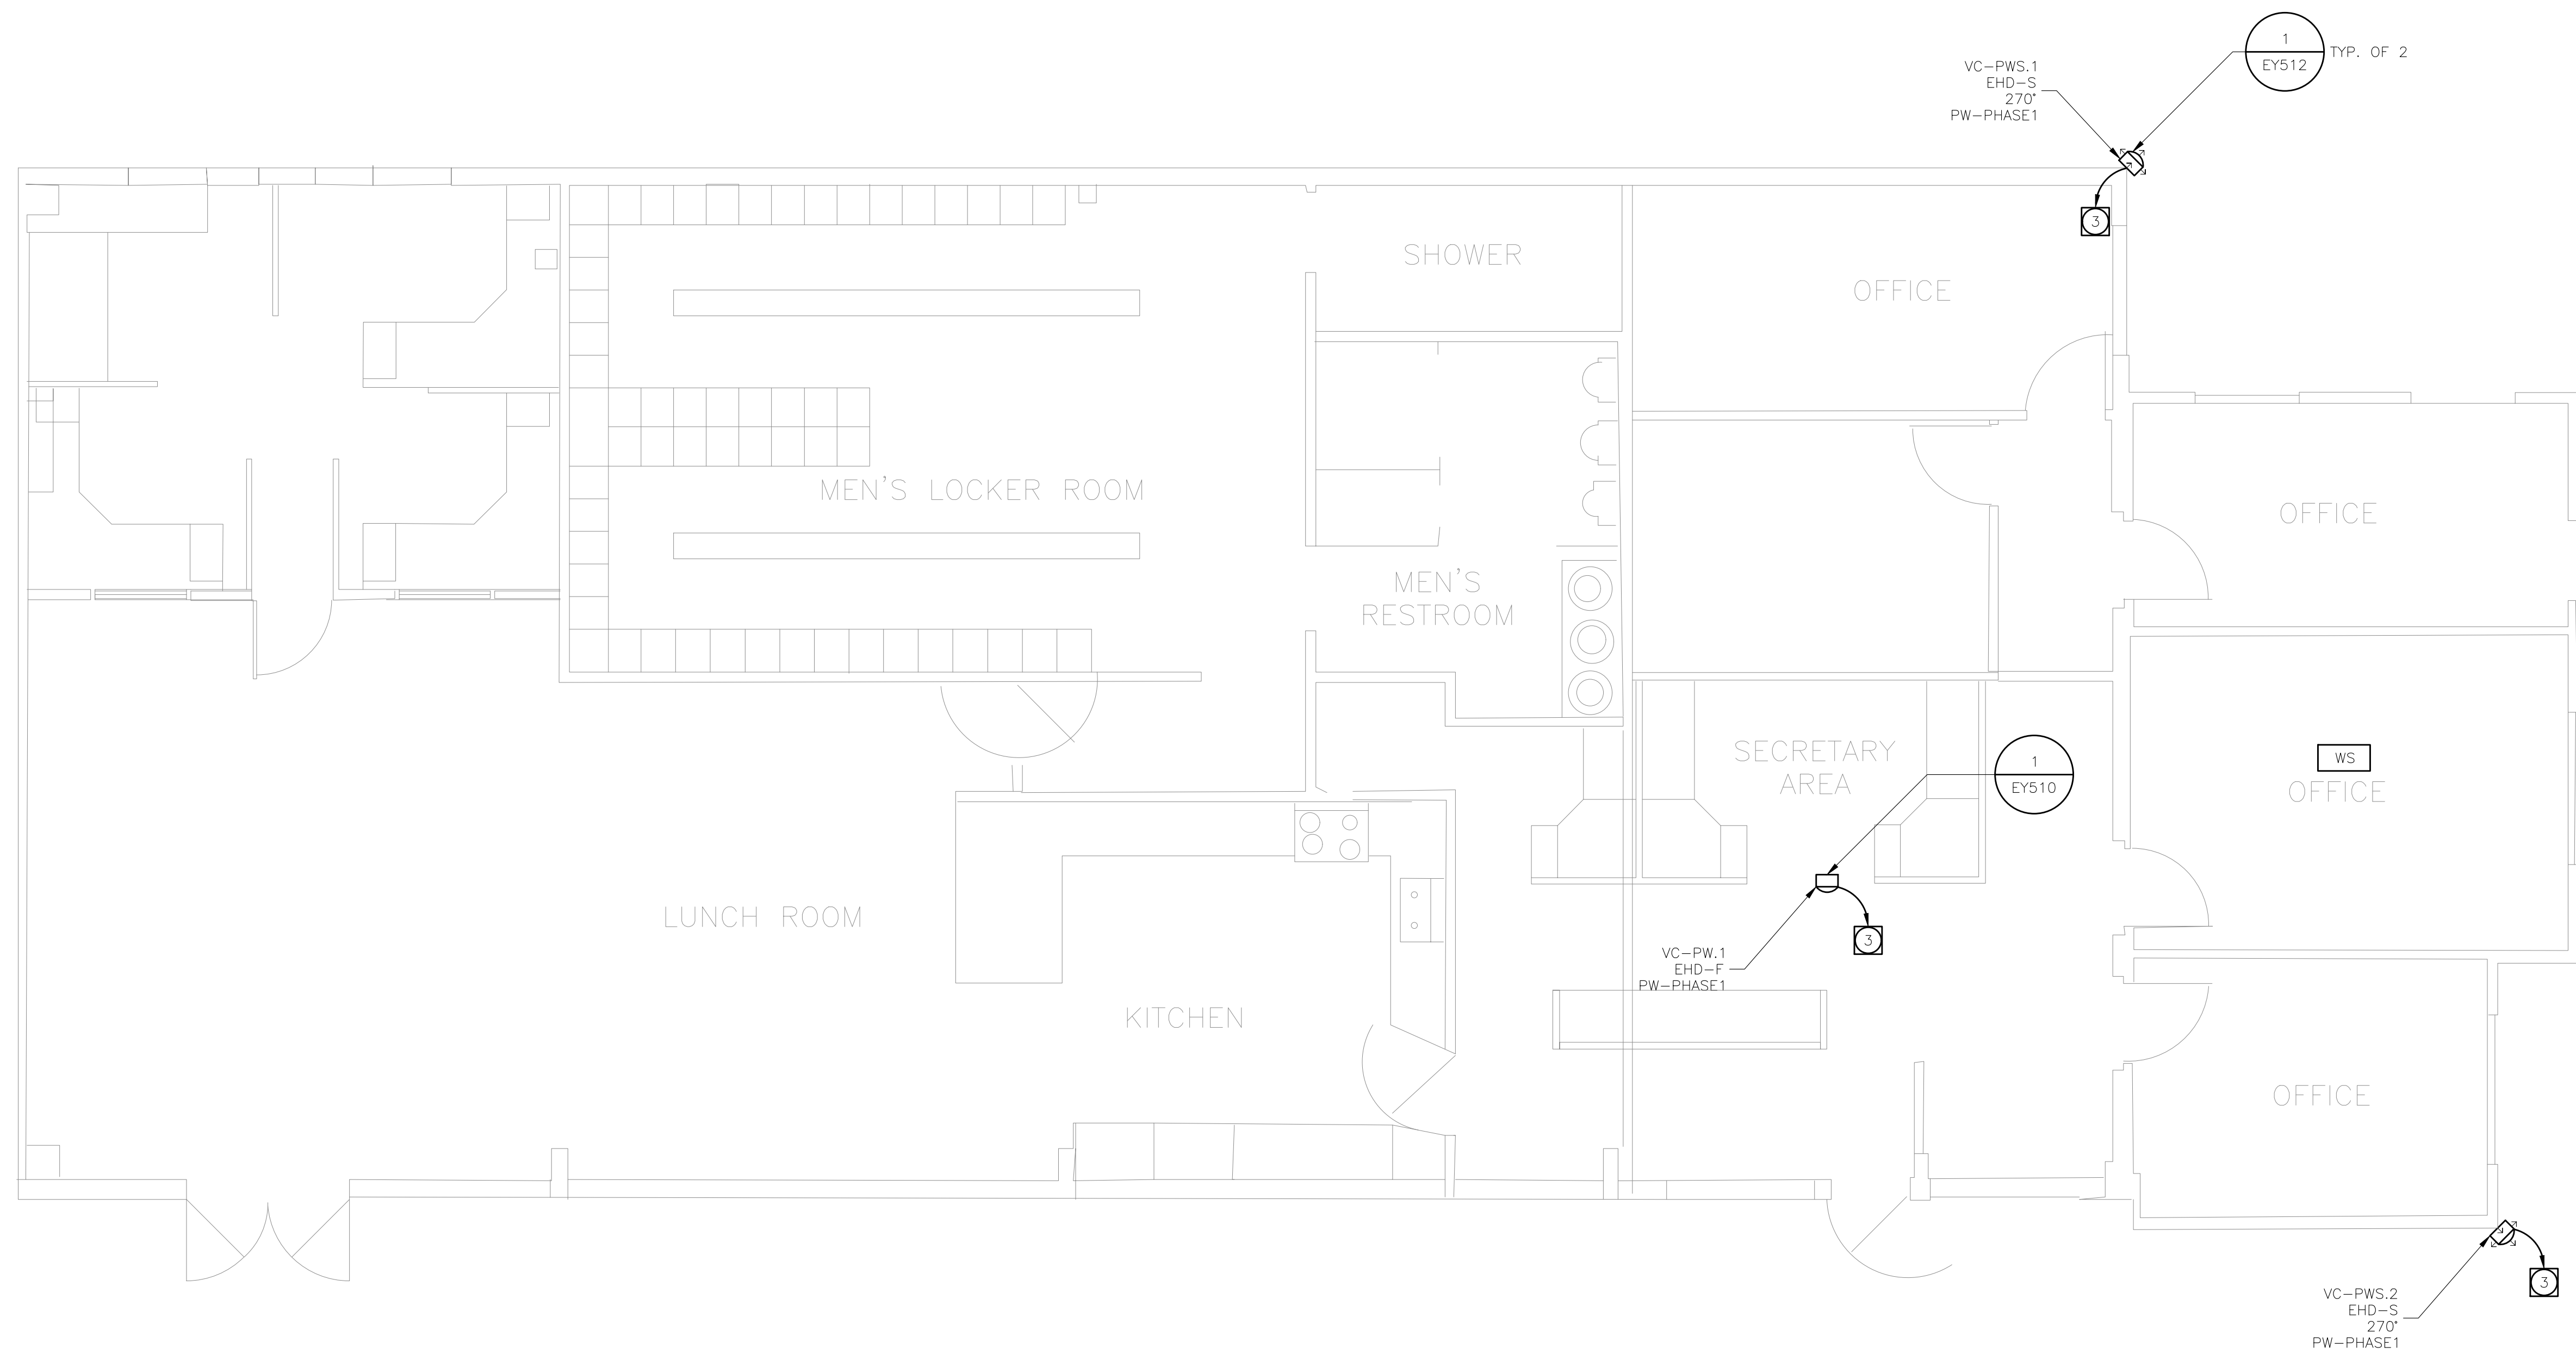 1
EY512
TYP. OF 2
VC-PWS.1
EHD-S
270°
PW-PHASE1
3
SHOWER
OFFICE
MEN'S LOCKER ROOM
OFFICE
MEN'S
RESTROOM
SECRETARY
AREA
1
EY510
WS
OFFICE
LUNCH ROOM
3
VC-PW.1
EHD-F
PW-PHASE1
KITCHEN
OFFICE
3
VC-PWS.2
EHD-S
270°
PW-PHASE1